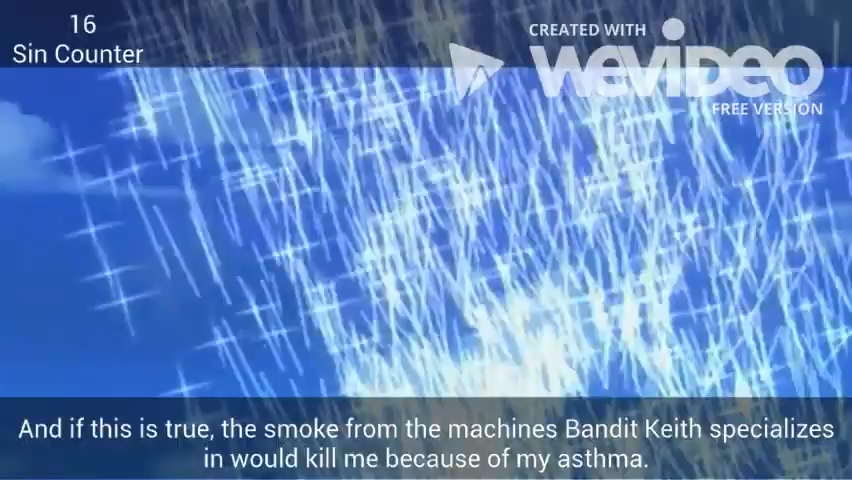 16
Sin Counter
CREATED WITH
WeVideo
FREE VERSION
And if this is true, the smoke from the machines Bandit Keith specializes
in would kill me because of my asthma.